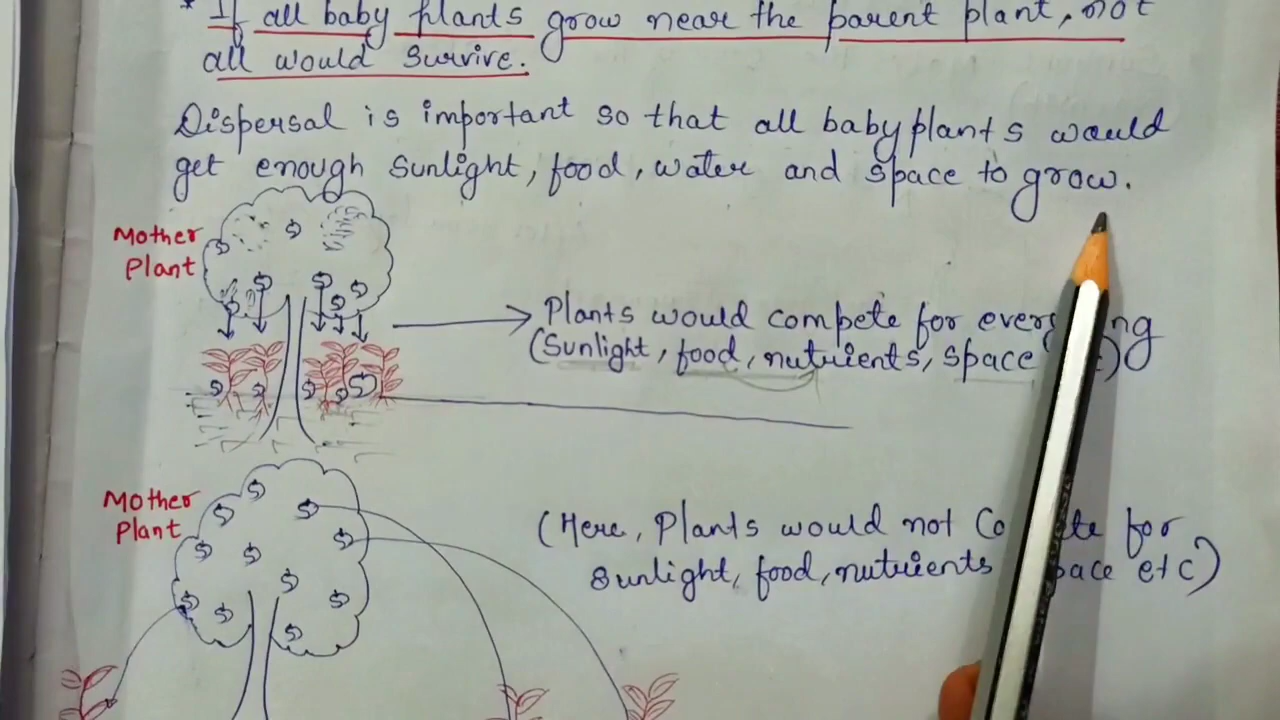 * If all baby plants grow near the parent plant, not
all would survive.
Dispersal is important so that all baby plants would
get enough sunlight, food, water and space to grow.
Mother
Plant
S
S
S S S S
S
S S S S S
Plants would compete for
(Sunlight, food, nutrients, space
Mother
Plant
S
S S
S S S
S
S S S
S
(Here, Plants would not for
sunlight, food, nutrients etc)